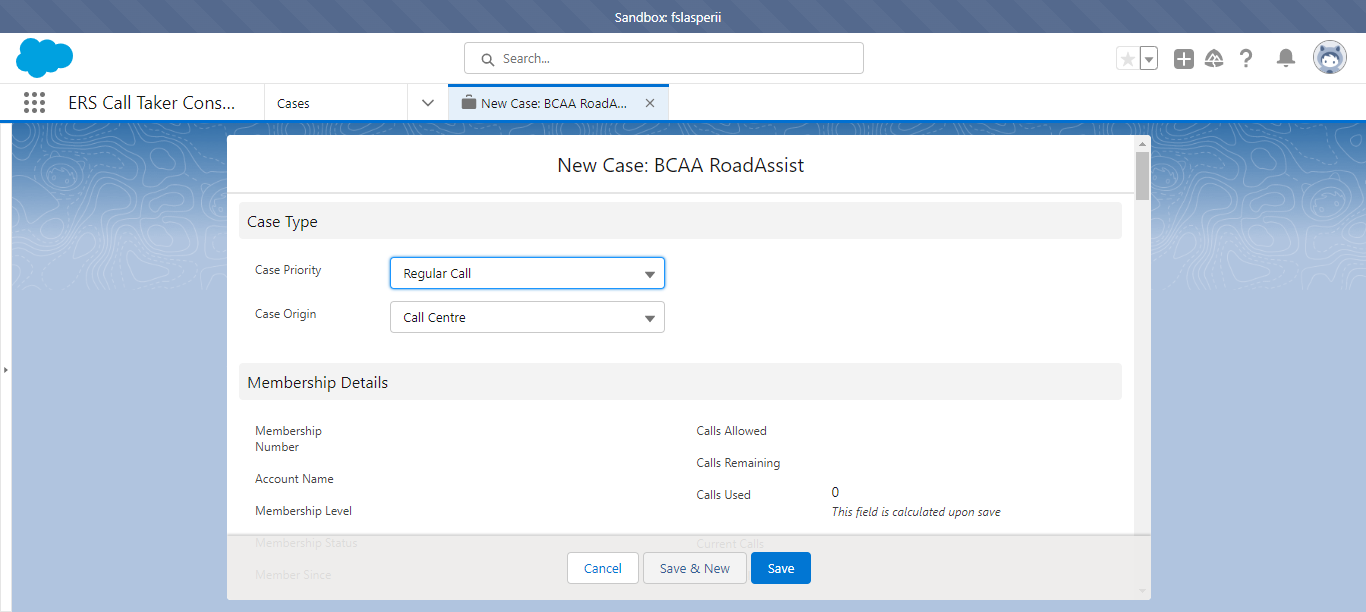 Sandbox: fslasperii
Search...
ERS Call Taker Cons...
Cases
New Case: BCAA RoadA...
New Case: BCAA RoadAssist
Case Type
Case Priority
Regular Call
Case Origin
Call Centre
Membership Details
Membership
Number
Calls Allowed
Calls Remaining
Account Name
Calls Used
0
This field is calculated upon save
Membership Level
Membership Status
Current Calls
Member Since
Cancel
Save & New
Save